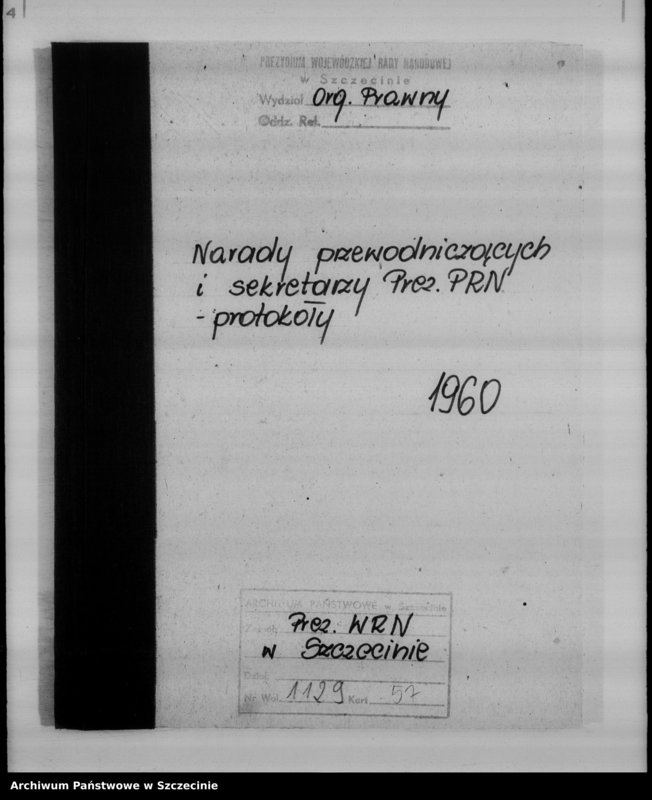 4
PREZYDIUM WOJEWÓDZKIEJ RADY NARODOWEJ
w Szczecinie
Wydział Org. Prawny
Oddz. Ref.
Narady przewodniczących
i sekretarzy Prez. PRN
- protokoły
1960
ARCHIWUM PAŃSTWOWE w Szczecinie
Prez. WRN
w Szczecinie
Dział
Nr Wol. 1129 Kart 57
Archiwum Państwowe w Szczecinie